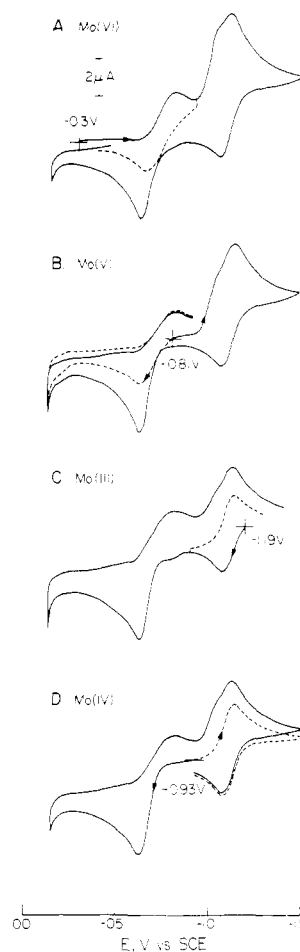 A Mo(VI)
2μA
-0.3V
B. Mo(V)
-0.81V
C Mo(III)
-1.19V
D Mo(IV)
-0.93V
0.0 -0.5 -1.0
E, V vs SCE